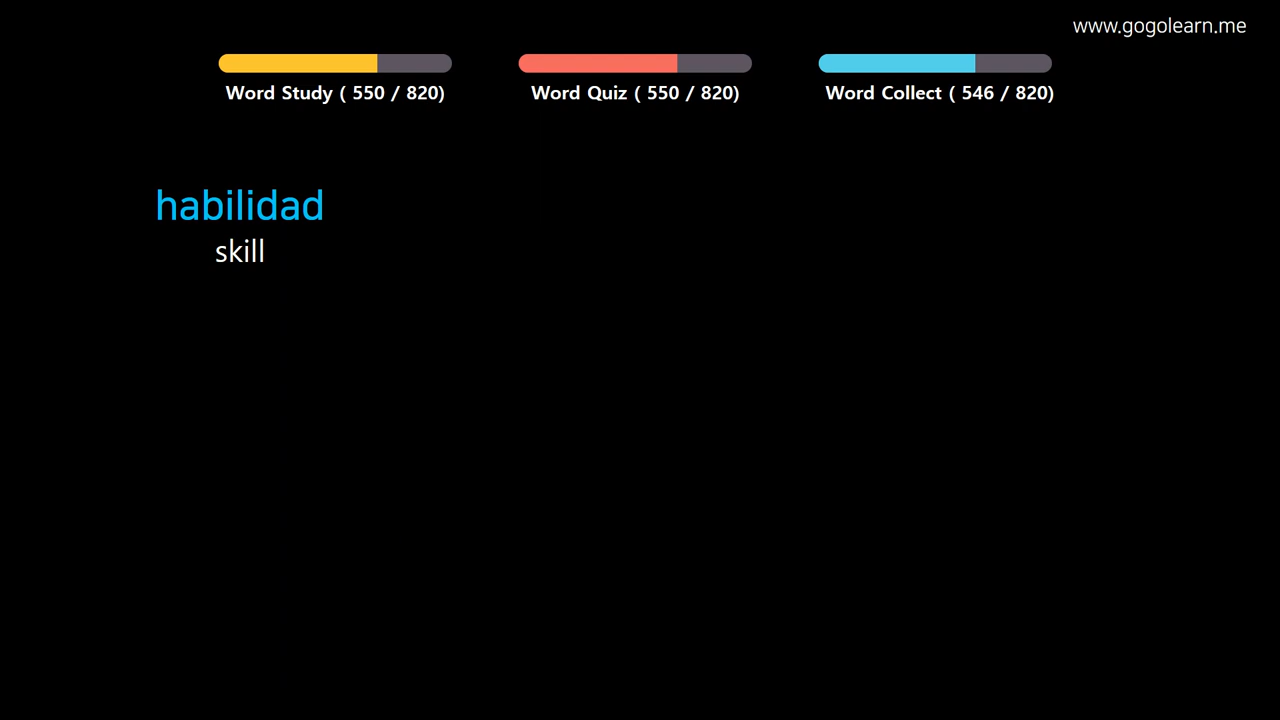 www.gogolearn.me
Word Study ( 550 / 820)
Word Quiz ( 550 / 820)
Word Collect ( 546 / 820)
habilidad
skill